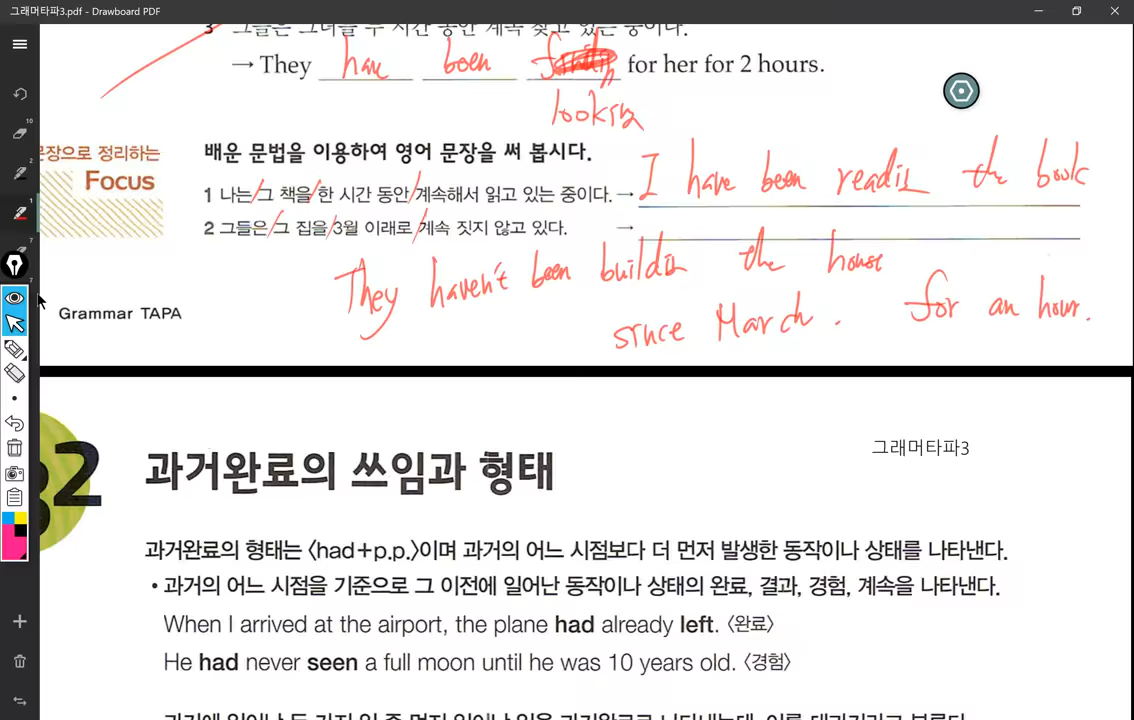 그래머타파3.pdf - Drawboard PDF
3 그들은 그녀를 두 시간 동안 계속 찾고 있는 중이다.
→ They have been for her for 2 hours.
looking
문장으로 정리하는
Focus
배운 문법을 이용하여 영어 문장을 써 봅시다.
1 나는 그 책을 한 시간 동안 계속해서 읽고 있는 중이다. → I have been reading the book
for an hour.
2 그들은 그 집을 3월 이래로 계속 짓지 않고 있다. →
They haven't been building the house
since March.
Grammar TAPA
그래머타파3
32
과거완료의 쓰임과 형태
과거완료의 형태는 〈had+p.p.〉이며 과거의 어느 시점보다 더 먼저 발생한 동작이나 상태를 나타낸다.
• 과거의 어느 시점을 기준으로 그 이전에 일어난 동작이나 상태의 완료, 결과, 경험, 계속을 나타낸다.
When I arrived at the airport, the plane had already left. 〈완료〉
He had never seen a full moon until he was 10 years old. 〈경험〉